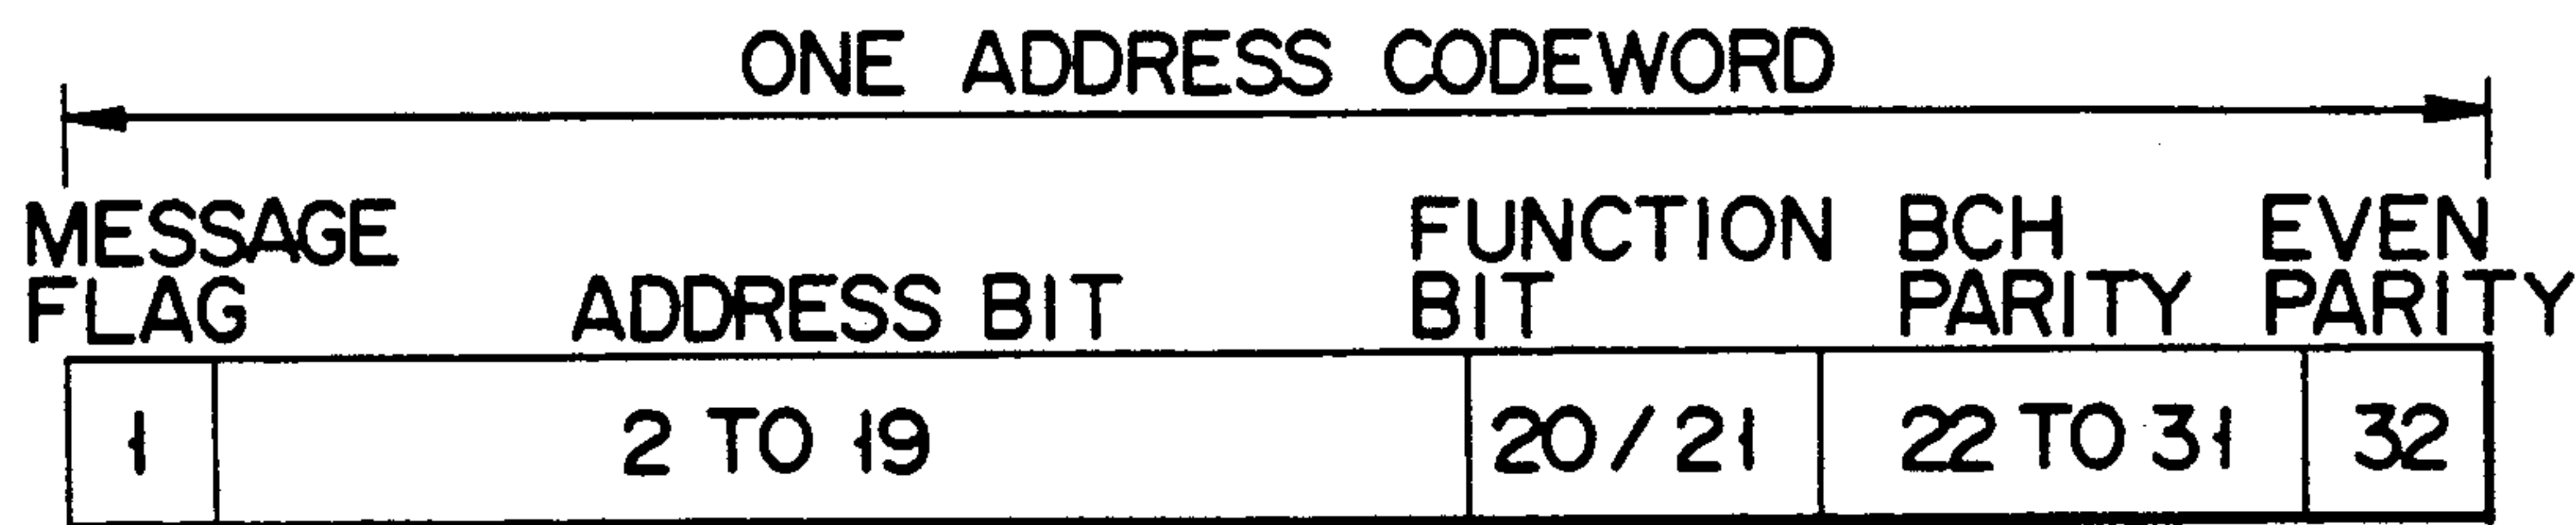 ONE ADDRESS CODEWORD
MESSAGE FLAG ADDRESS BIT FUNCTION BIT BCH PARITY EVEN PARITY
1 2 TO 19 20/21 22 TO 31 32